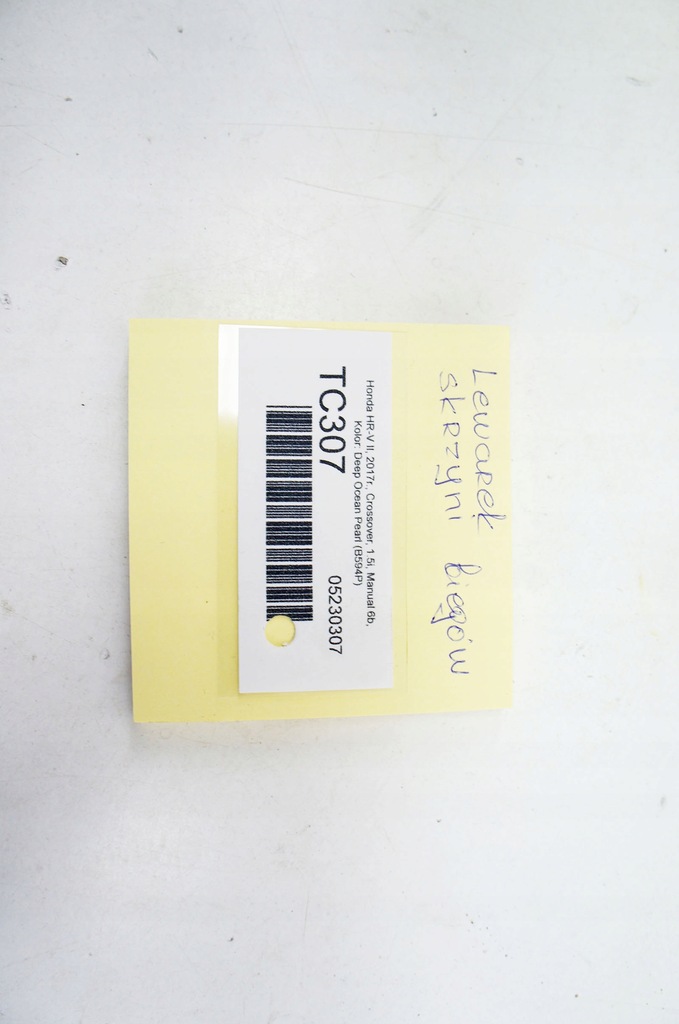 Lewarek
skrzyni biegów
Honda HR-V II, 2017r., Crossover, 1.5i, Manual 6b,
Kolor: Deep Ocean Pearl (B594P)
TC307 05230307